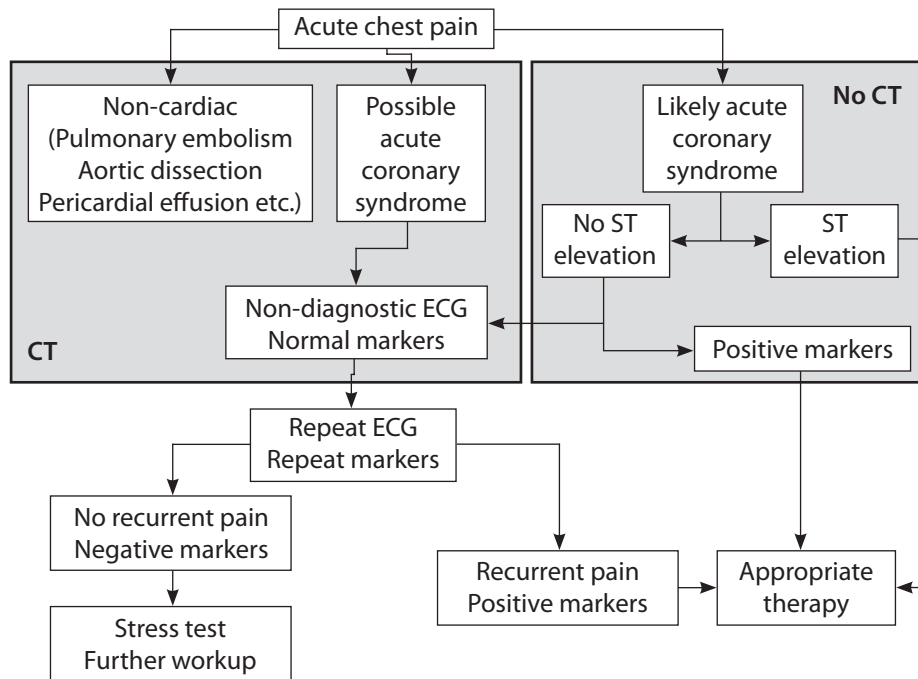 Acute chest pain
Non-cardiac
(Pulmonary embolism
Aortic dissection
Pericardial effusion etc.)
Possible
acute
coronary
syndrome
Likely acute
coronary
syndrome
No CT
No ST
elevation
ST
elevation
Non-diagnostic ECG
Normal markers
CT
Positive markers
Repeat ECG
Repeat markers
No recurrent pain
Negative markers
Recurrent pain
Positive markers
Appropriate
therapy
Stress test
Further workup